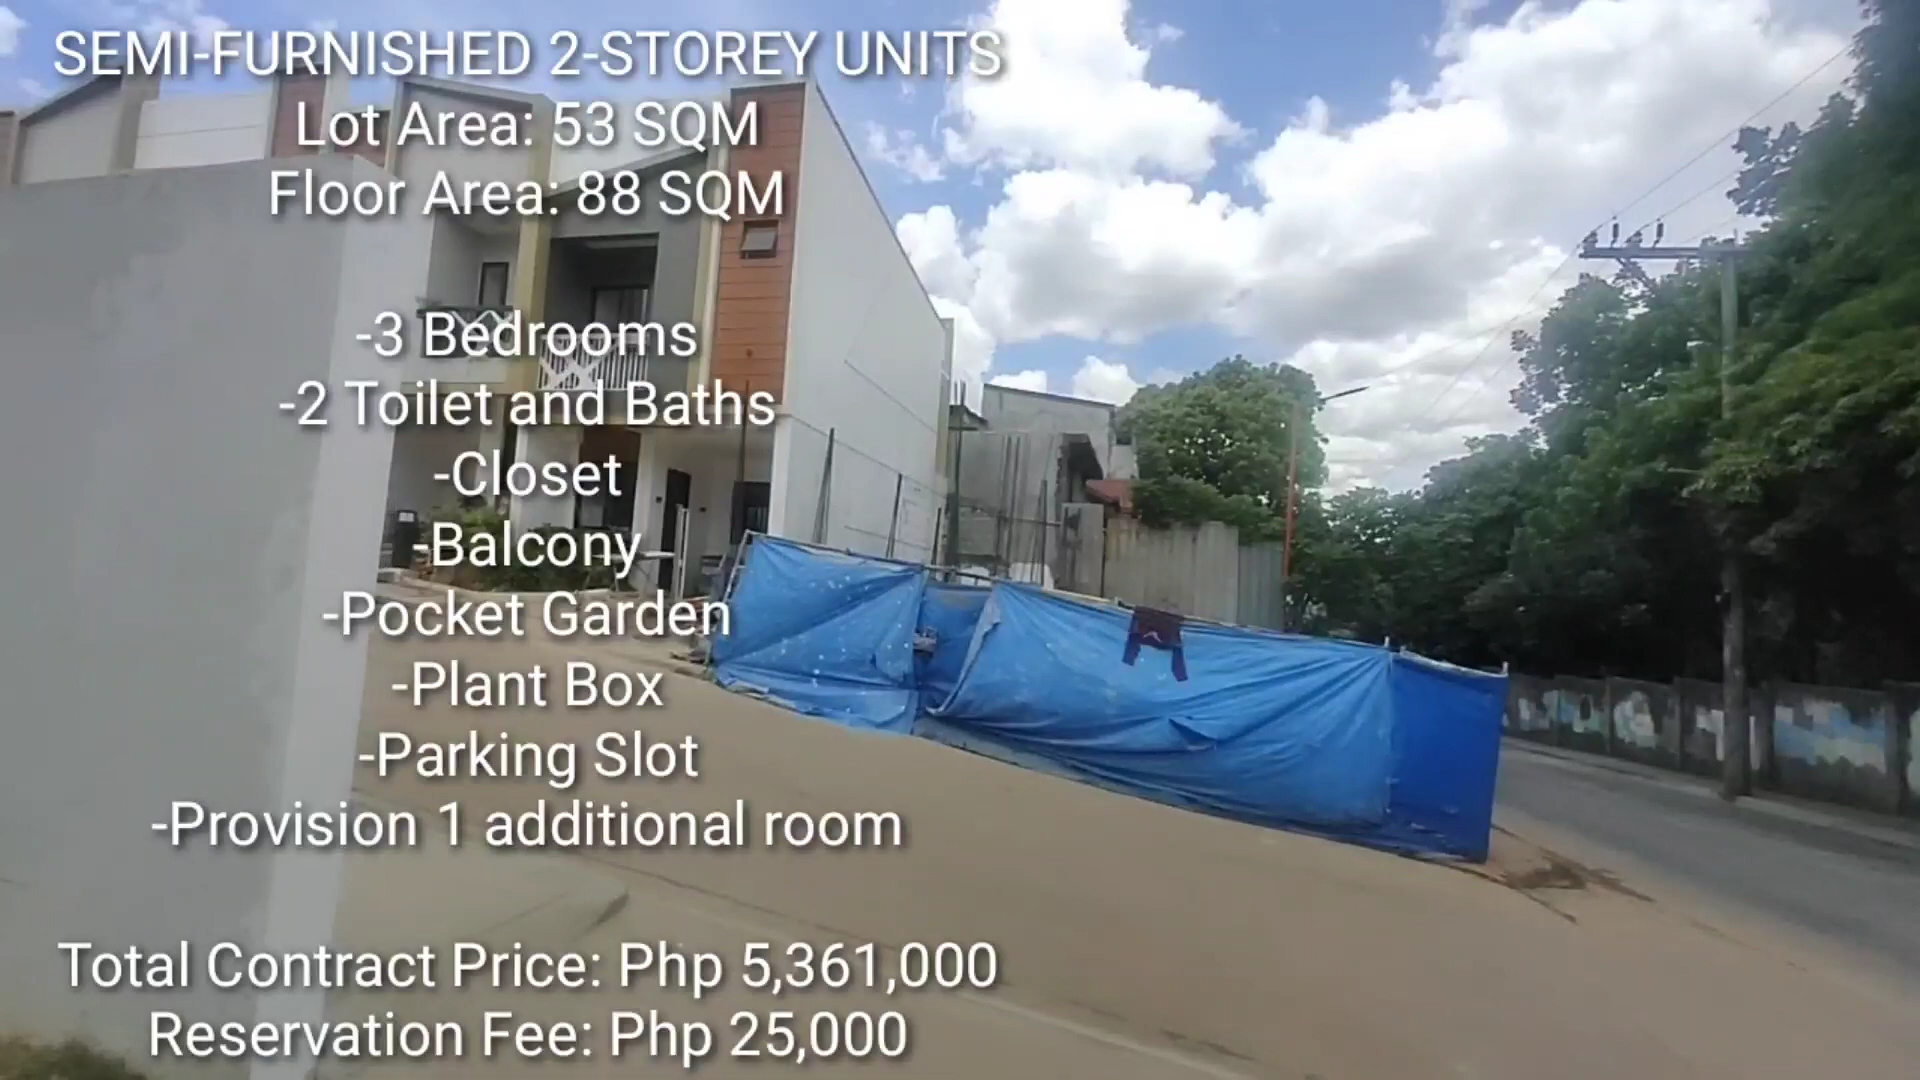 SEMI-FURNISHED 2-STOREY UNITS
Lot Area: 53 SQM
Floor Area: 88 SQM
-3 Bedrooms
-2 Toilet and Baths
-Closet
-Balcony
-Pocket Garden
-Plant Box
-Parking Slot
-Provision 1 additional room
Total Contract Price: Php 5,361,000
Reservation Fee: Php 25,000